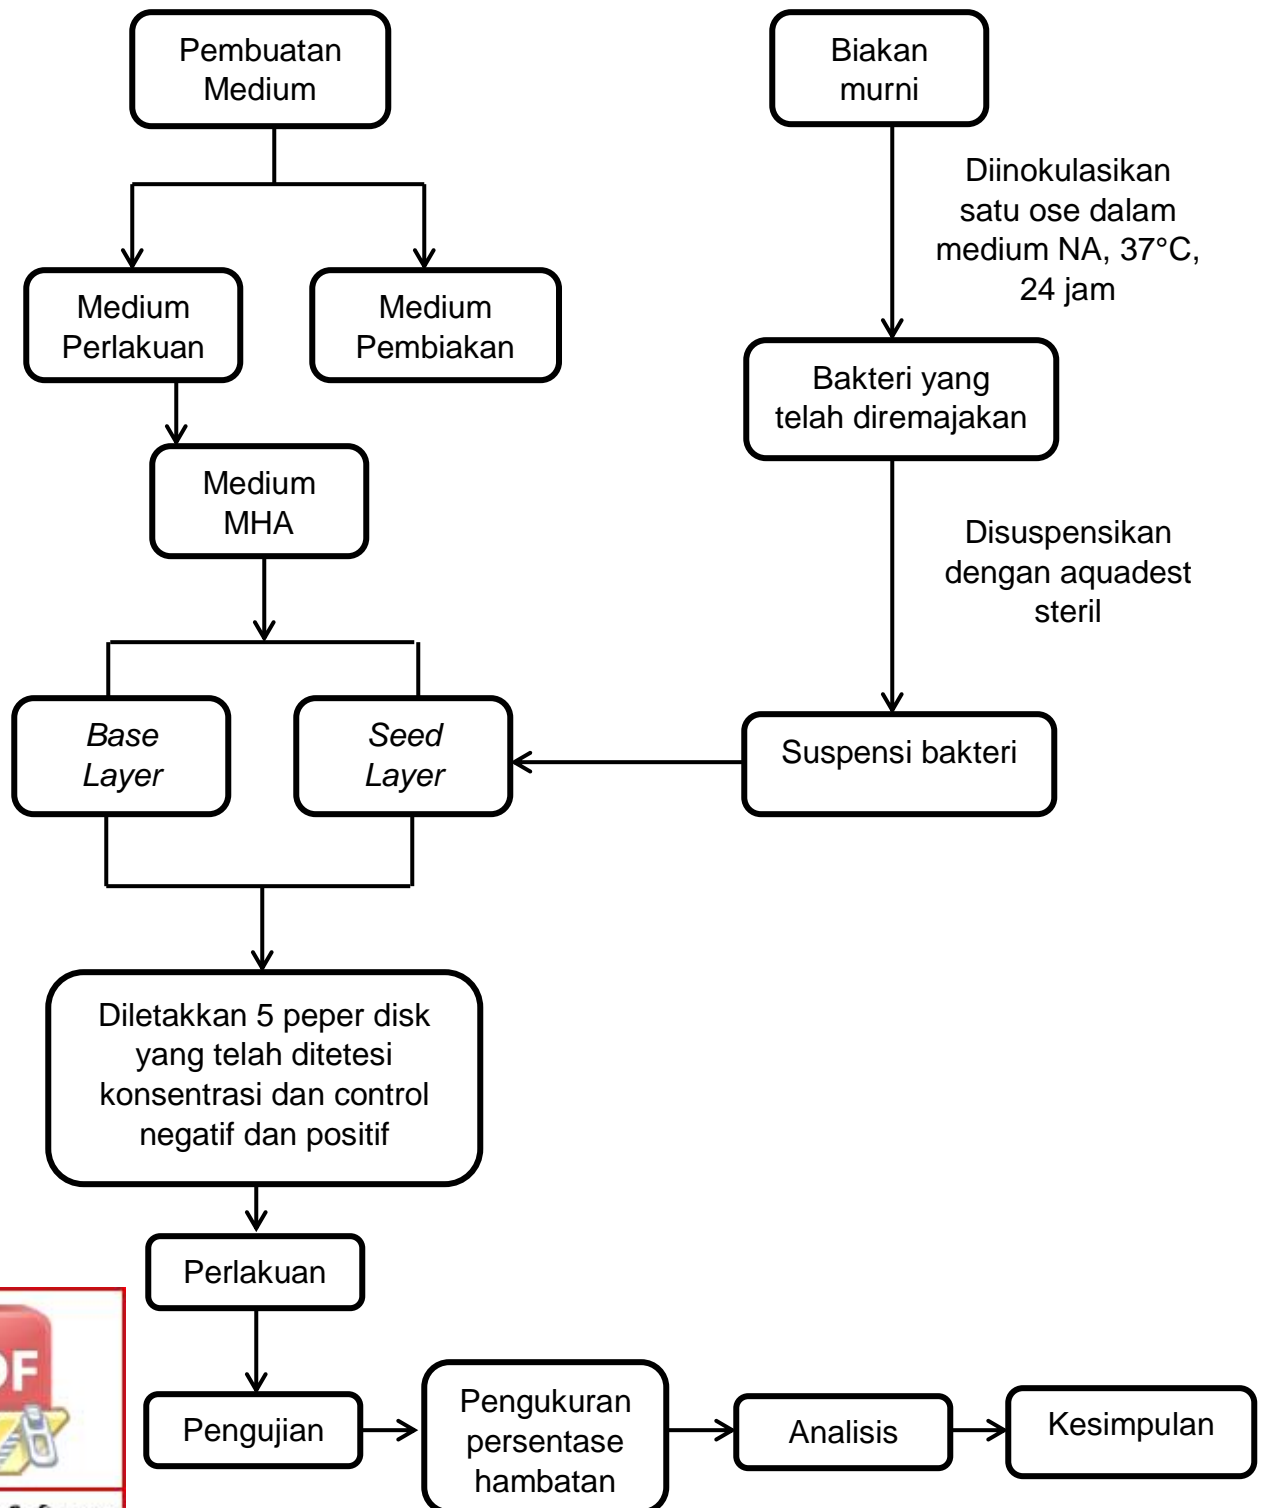 Pembuatan
Medium
Biakan
murni
Diinokulasikan
satu ose dalam
medium NA, 37°C,
24 jam
Medium
Perlakuan
Medium
Pembiakan
Bakteri yang
telah diremajakan
Medium
MHA
Disuspensikan
dengan aquadest
steril
Base
Layer
Seed
Layer
Suspensi bakteri
Diletakkan 5 peper disk
yang telah ditetesi
konsentrasi dan control
negatif dan positif
Perlakuan
Pengujian
Pengukuran
persentase
hambatan
Analisis
Kesimpulan